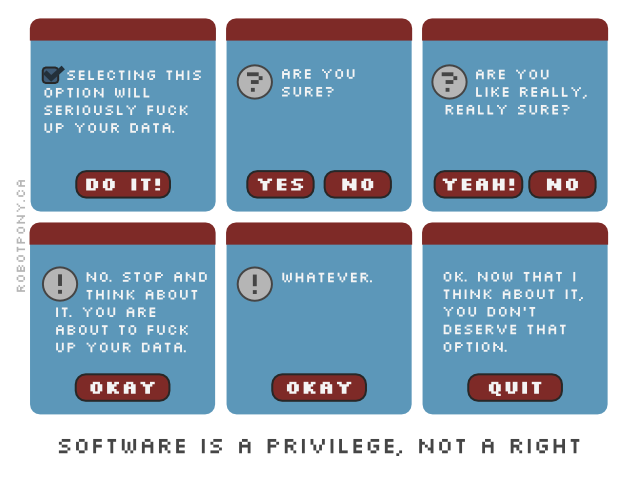 SELECTING THIS
OPTION WILL
SERIOUSLY FUCK
UP YOUR DATA.
DO IT!
ARE YOU
SURE?
YES NO
ARE YOU
LIKE REALLY,
REALLY SURE?
YEAH! NO
NO. STOP AND
THINK ABOUT
IT. YOU ARE
ABOUT TO FUCK
UP YOUR DATA.
OKAY
WHATEVER.
OKAY
OK. NOW THAT I
THINK ABOUT IT,
YOU DON'T
DESERVE THAT
OPTION.
QUIT
ROBOTPONY.CA
SOFTWARE IS A PRIVILEGE, NOT A RIGHT